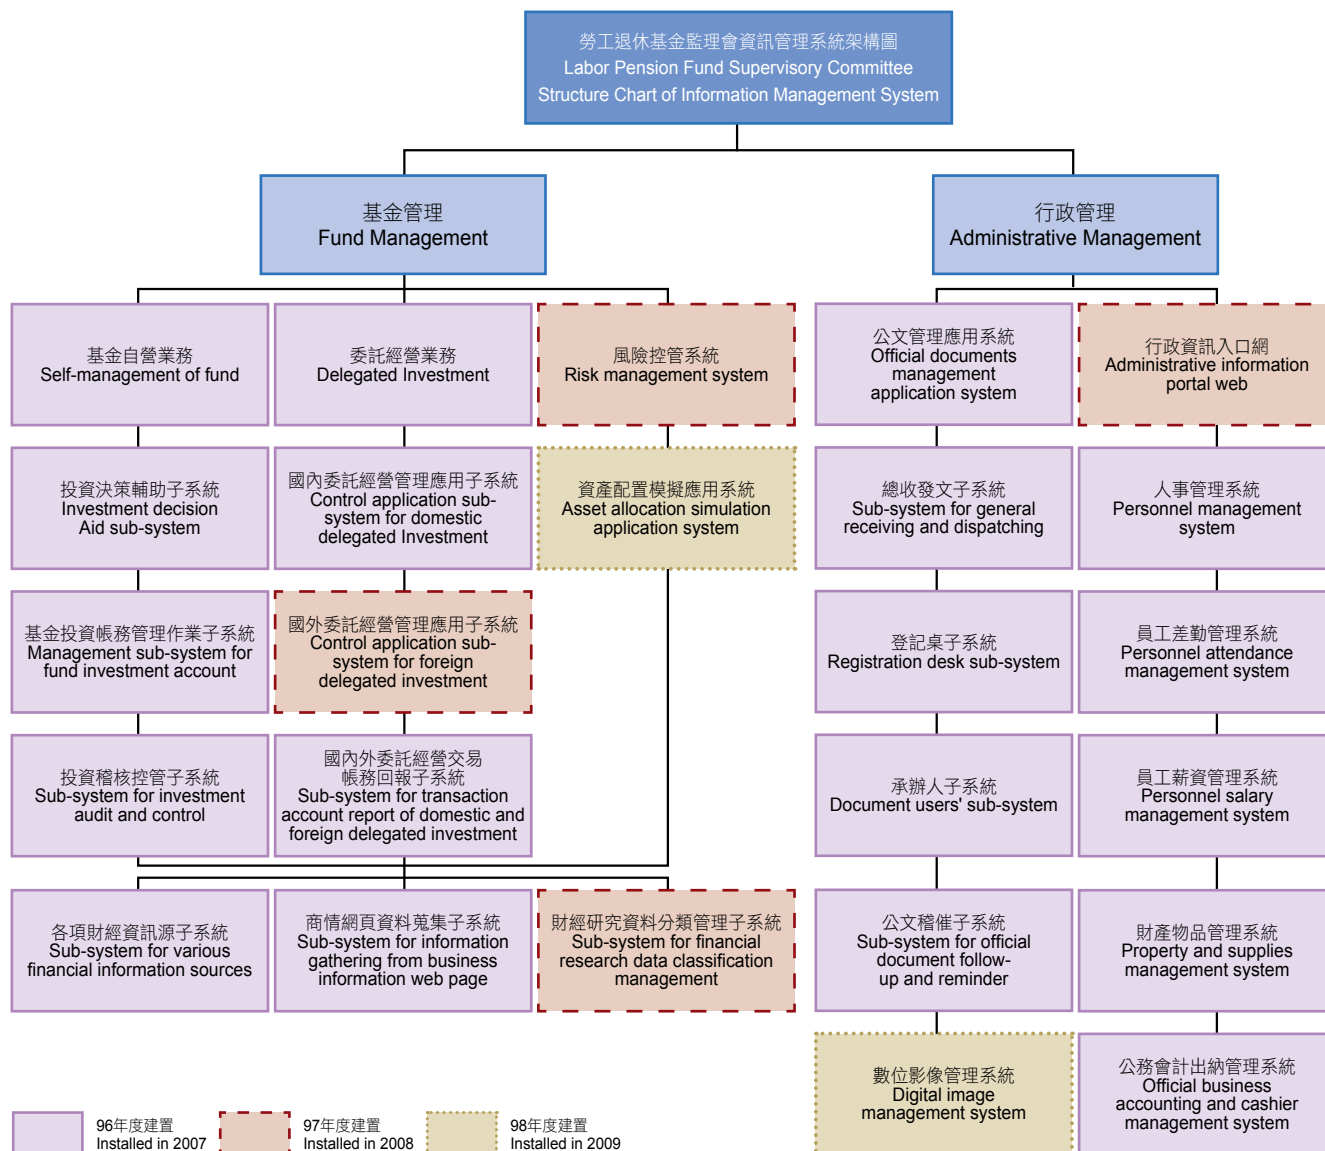 勞工退休基金監理會資訊管理系統架構圖
Labor Pension Fund Supervisory Committee
Structure Chart of Information Management System
基金管理
Fund Management
行政管理
Administrative Management
基金自營業務
Self-management of fund
委託經營業務
Delegated Investment
風險控管系統
Risk management system
公文管理應用系統
Official documents
management
application system
行政資訊入口網
Administrative information
portal web
投資決策輔助子系統
Investment decision
Aid sub-system
國內委託經營管理應用子系統
Control application sub-
system for domestic
delegated Investment
資產配置模擬應用系統
Asset allocation simulation
application system
總收發文子系統
Sub-system for general
receiving and dispatching
人事管理系統
Personnel management
system
基金投資帳務管理作業子系統
Management sub-system for
fund investment account
國外委託經營管理應用子系統
Control application sub-
system for foreign
delegated investment
登記桌子系統
Registration desk sub-system
員工差勤管理系統
Personnel attendance
management system
投資稽核控管子系統
Sub-system for investment
audit and control
國內外委託經營交易
帳務回報子系統
Sub-system for transaction
account report of domestic and
foreign delegated investment
承辦人子系統
Document users' sub-system
員工薪資管理系統
Personnel salary
management system
各項財經資訊源子系統
Sub-system for various
financial information sources
商情網頁資料蒐集子系統
Sub-system for information
gathering from business
information web page
財經研究資料分類管理子系統
Sub-system for financial
research data classification
management
公文稽催子系統
Sub-system for official
document follow-
up and reminder
財產物品管理系統
Property and supplies
management system
數位影像管理系統
Digital image
management system
公務會計出納管理系統
Official business
accounting and cashier
management system
96年度建置
Installed in 2007
97年度建置
Installed in 2008
98年度建置
Installed in 2009